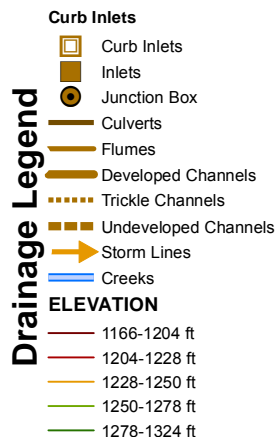 Drainage Legend
Curb Inlets
Curb Inlets
Inlets
Junction Box
Culverts
Flumes
Developed Channels
Trickle Channels
Undeveloped Channels
Storm Lines
Creeks
ELEVATION
1166-1204 ft
1204-1228 ft
1228-1250 ft
1250-1278 ft
1278-1324 ft